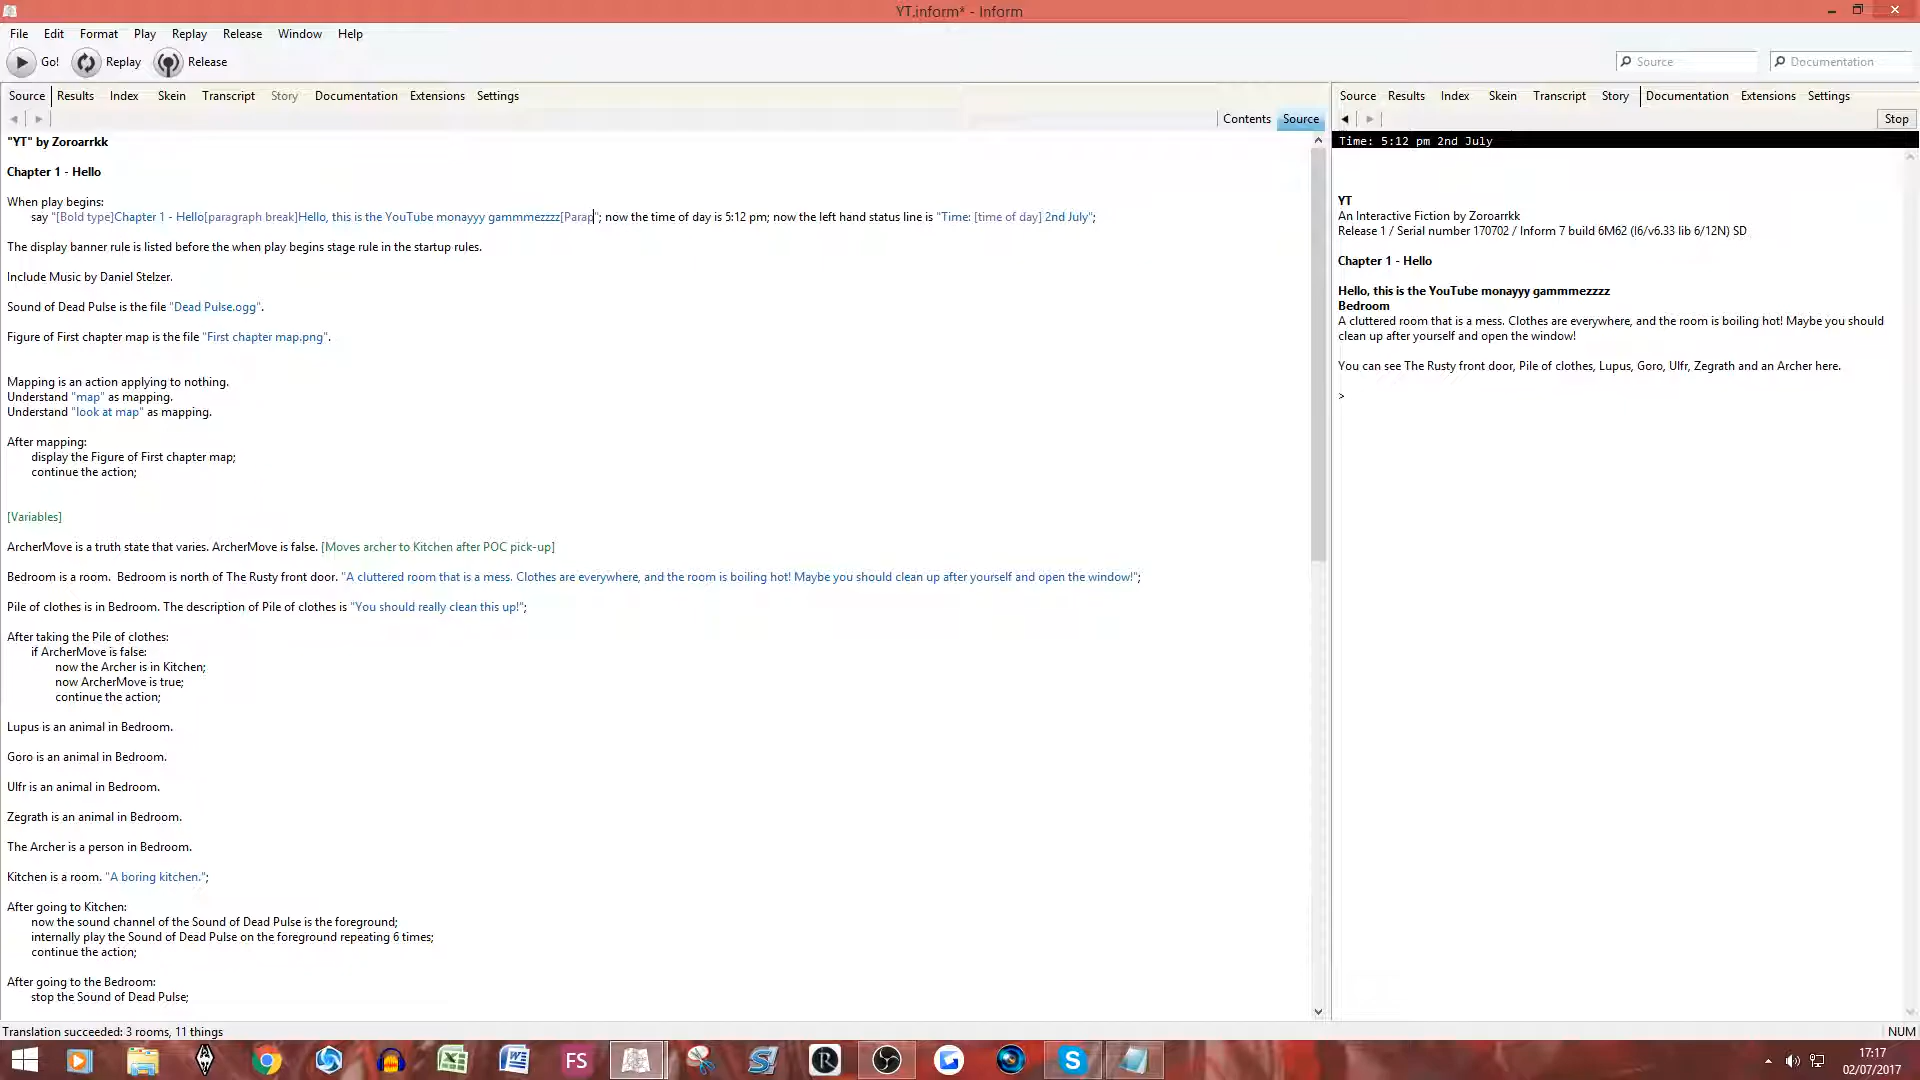 YT.inform* - Inform
File Edit Format Play Replay Release Window Help
Go! Replay Release Source Documentation
Source Results Index Skein Transcript Story Documentation Extensions Settings
Source Results Index Skein Transcript Story Documentation Extensions Settings
Contents Source
Stop
"YT" by Zoroarrkk
Chapter 1 - Hello
When play begins:
say "[Bold type]Chapter 1 - Hello[paragraph break]Hello, this is the YouTube monayyy gammmezzzz[Parap"; now the time of day is 5:12 pm; now the left hand status line is "Time: [time of day] 2nd July";
The display banner rule is listed before the when play begins stage rule in the startup rules.
Include Music by Daniel Stelzer.
Sound of Dead Pulse is the file "Dead Pulse.ogg".
Figure of First chapter map is the file "First chapter map.png".
Mapping is an action applying to nothing.
Understand "map" as mapping.
Understand "look at map" as mapping.
After mapping:
display the Figure of First chapter map;
continue the action;
[Variables]
ArcherMove is a truth state that varies. ArcherMove is false. [Moves archer to Kitchen after POC pick-up]
Bedroom is a room.  Bedroom is north of The Rusty front door. "A cluttered room that is a mess. Clothes are everywhere, and the room is boiling hot! Maybe you should clean up after yourself and open the window!";
Pile of clothes is in Bedroom. The description of Pile of clothes is "You should really clean this up!";
After taking the Pile of clothes:
if ArcherMove is false:
now the Archer is in Kitchen;
now ArcherMove is true;
continue the action;
Lupus is an animal in Bedroom.
Goro is an animal in Bedroom.
Ulfr is an animal in Bedroom.
Zegrath is an animal in Bedroom.
The Archer is a person in Bedroom.
Kitchen is a room. "A boring kitchen.";
After going to Kitchen:
now the sound channel of the Sound of Dead Pulse is the foreground;
internally play the Sound of Dead Pulse on the foreground repeating 6 times;
continue the action;
After going to the Bedroom:
stop the Sound of Dead Pulse;
Time: 5:12 pm 2nd July
YT
An Interactive Fiction by Zoroarrkk
Release 1 / Serial number 170702 / Inform 7 build 6M62 (I6/v6.33 lib 6/12N) SD
Chapter 1 - Hello
Hello, this is the YouTube monayyy gammmezzzz
Bedroom
A cluttered room that is a mess. Clothes are everywhere, and the room is boiling hot! Maybe you should
clean up after yourself and open the window!
You can see The Rusty front door, Pile of clothes, Lupus, Goro, Ulfr, Zegrath and an Archer here.
>
Translation succeeded: 3 rooms, 11 things
NUM
FS
R
S
17:17
02/07/2017